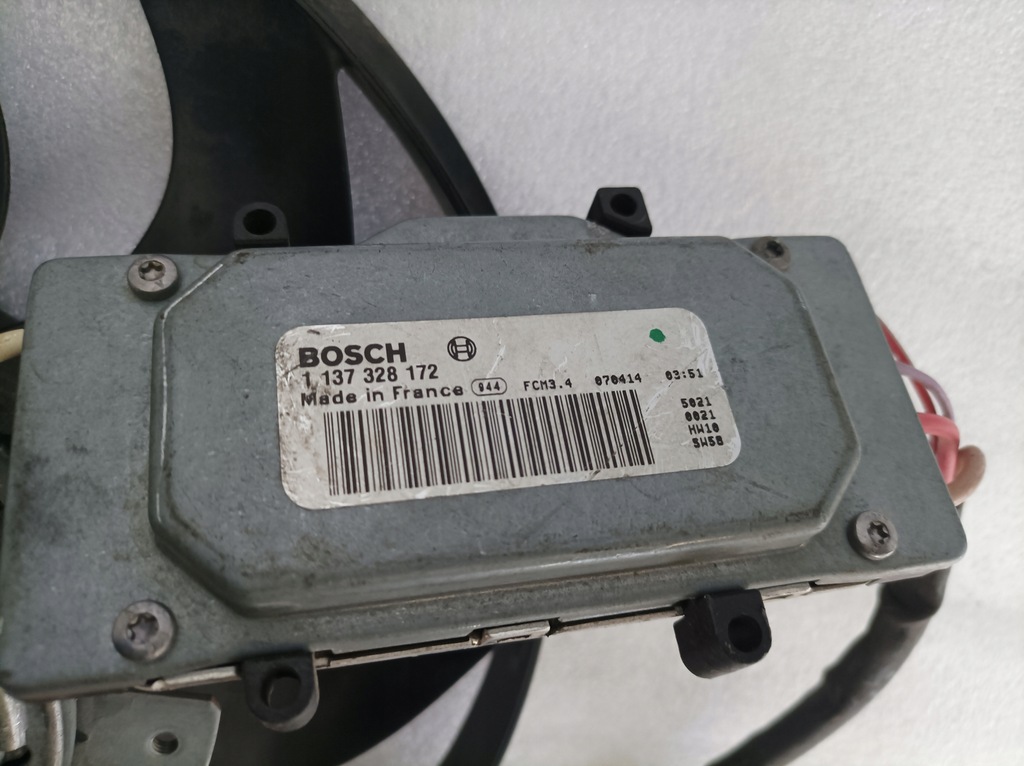 BOSCH
1 137 328 172
Made in France 944 FCM3.4 070414 03:51
5021
0021
HW10
SW58